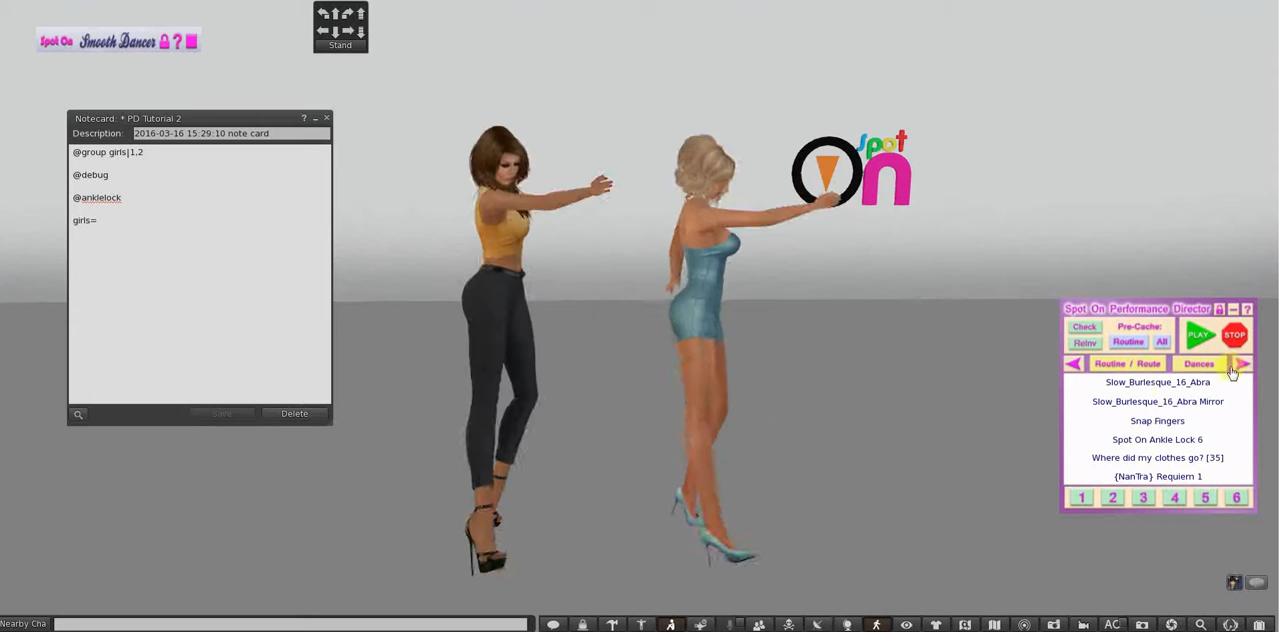 Spot On Smooth Dancer ?
Stand
Notecard: * PD Tutorial 2
?
Description: 2016-03-16 15:29:10 note card
@group girls|1,2
@debug
@anklelock
girls=
Save
Delete
spot
On
Spot On Performance Director ?
Check
Pre-Cache:
PLAY
STOP
ReInv
Routine
All
Routine / Route
Dances
Slow_Burlesque_16_Abra
Slow_Burlesque_16_Abra Mirror
Snap Fingers
Spot On Ankle Lock 6
Where did my clothes go? [35]
{NanTra} Requiem 1
1 2 3 4 5 6
Nearby Cha
AC